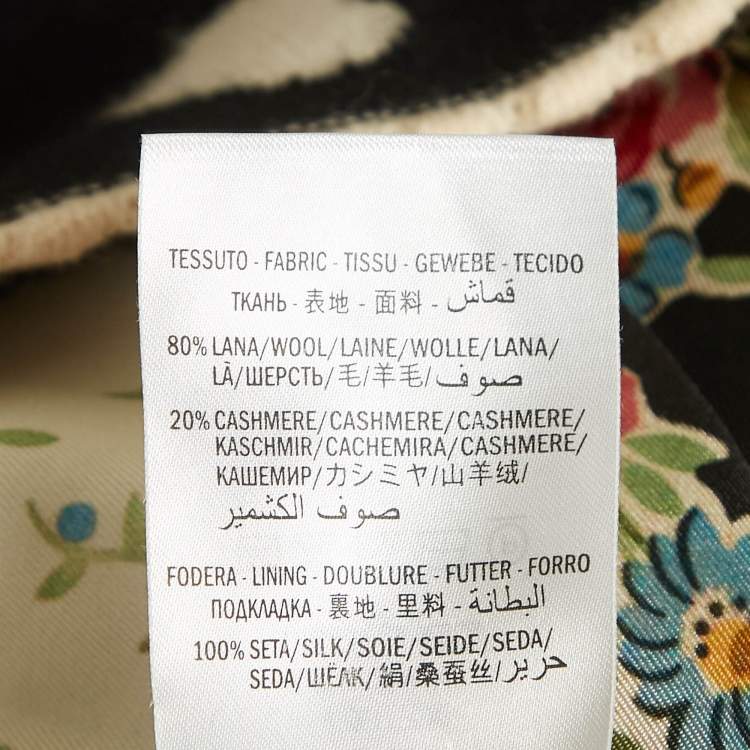 TESSUTO - FABRIC - TISSU - GEWEBE - TECIDO
ТКАНЬ - 表地 - 面料 - قماش
80% LANA/WOOL/LAINE/WOLLE/LANA/
LÃ/ШЕРСТЬ/毛/羊毛/صوف
20% CASHMERE/CASHMERE/CASHMERE/
KASCHMIR/CACHEMIRA/CASHMERE/
КАШЕМИР/カシミヤ/山羊绒/
صوف الكشمير
FODERA - LINING - DOUBLURE - FUTTER - FORRO
ПОДКЛАДКА - 裏地 - 里料 - البطانة
100% SETA/SILK/SOIE/SEIDE/SEDA/
SEDA/ШЁЛК/絹/桑蚕丝/حرير